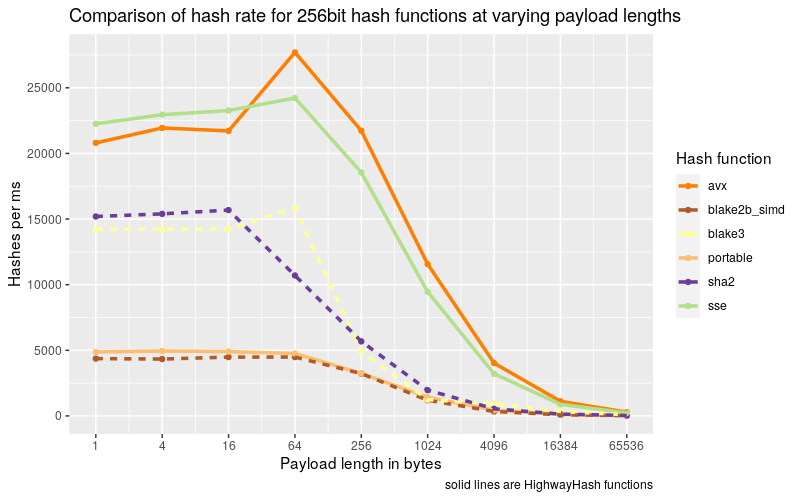 Comparison of hash rate for 256bit hash functions at varying payload lengths
Hashes per ms
25000
20000
15000
10000
5000
0
1 4 16 64 256 1024 4096 16384 65536
Payload length in bytes
solid lines are HighwayHash functions
Hash function
avx
blake2b_simd
blake3
portable
sha2
sse